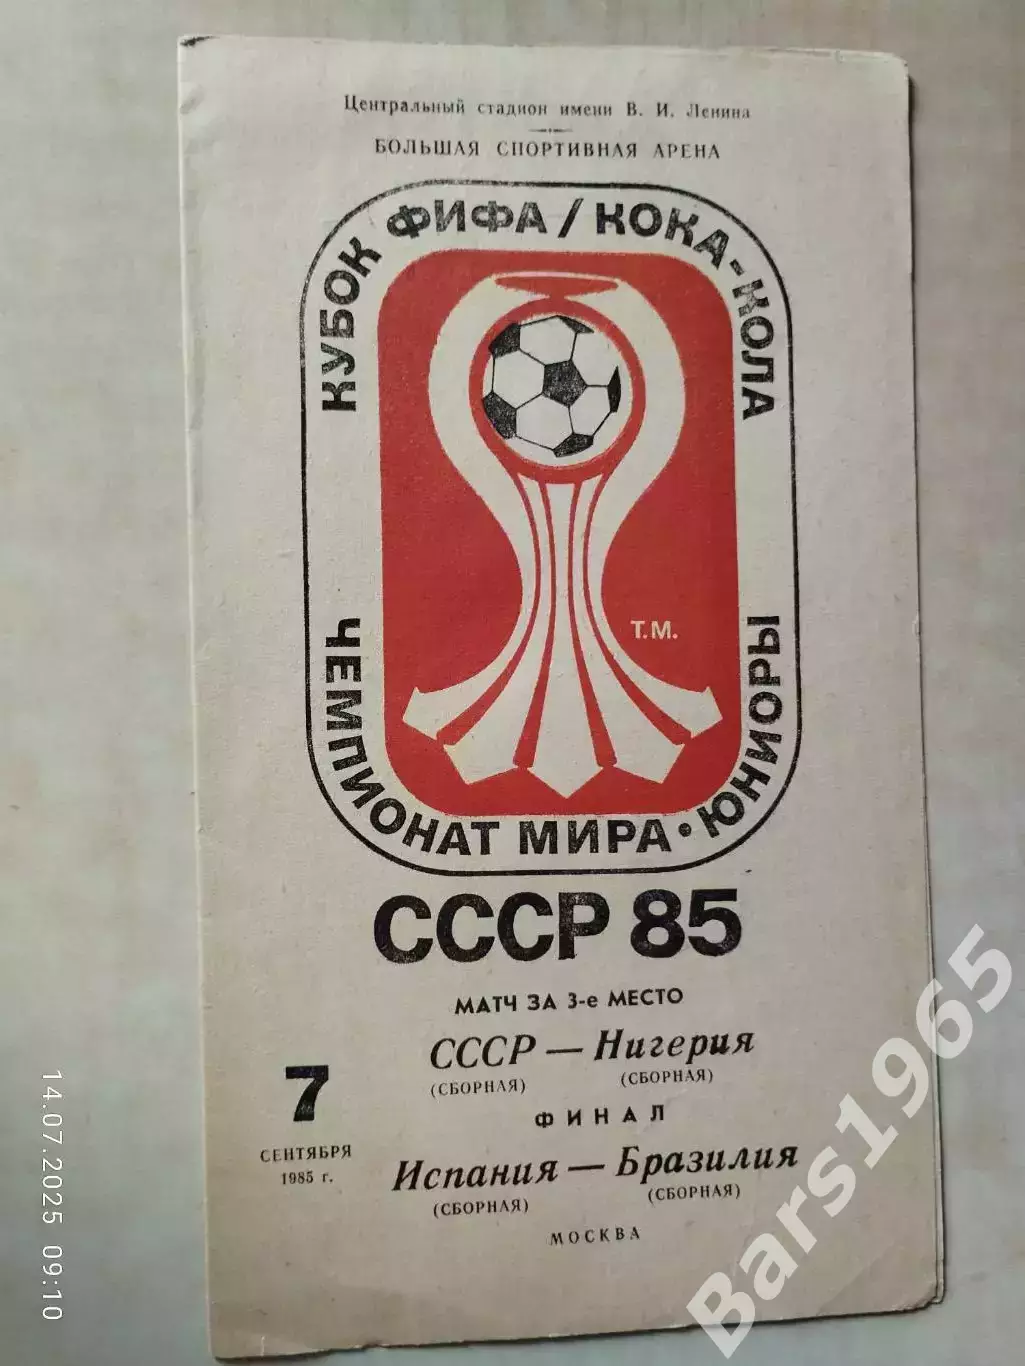 Центральный стадион имени В. И. Ленина
БОЛЬШАЯ СПОРТИВНАЯ АРЕНА
КУБОК ФИФА / КОКА-КОЛА
Т.М.
ЧЕМПИОНАТ МИРА • ЮНИОРЫ
СССР 85
МАТЧ ЗА 3-е МЕСТО
СССР — Нигерия
(СБОРНАЯ) (СБОРНАЯ)
7
СЕНТЯБРЯ
1985 г.
ФИНАЛ
Испания — Бразилия
(СБОРНАЯ) (СБОРНАЯ)
МОСКВА
14.07.2025 09:10
Bars1965